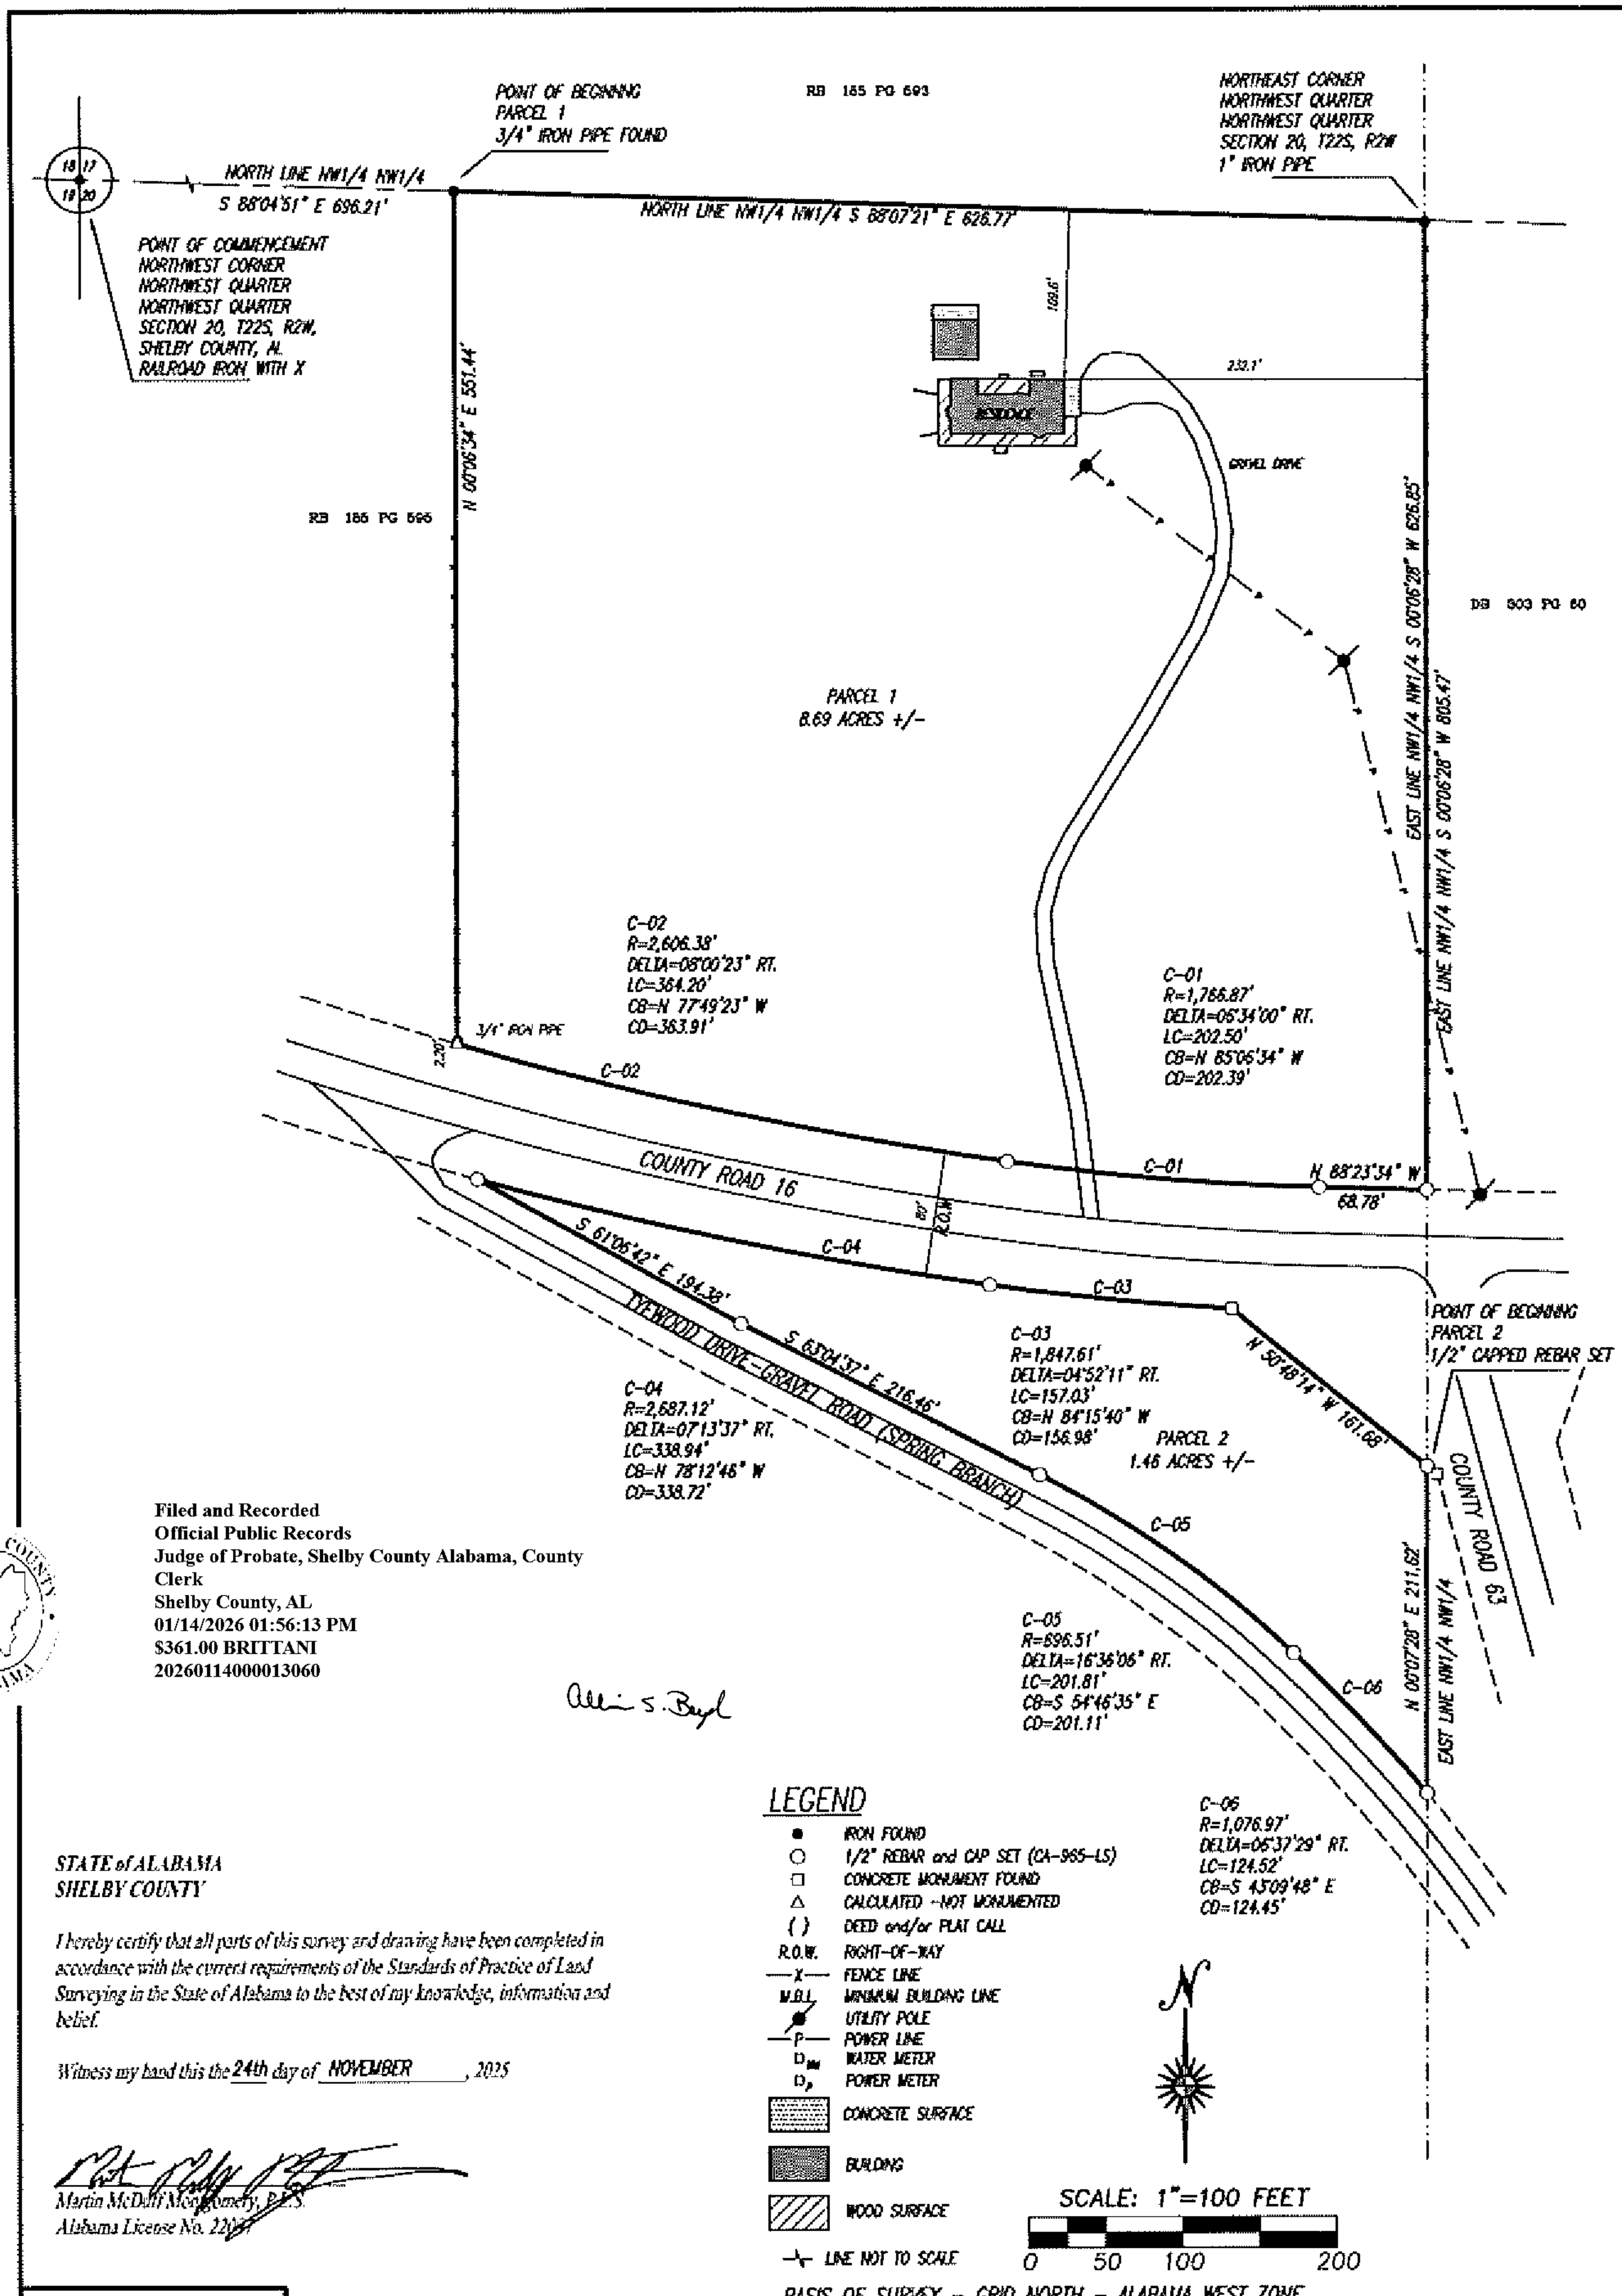 RB 185 PG 693
POINT OF BEGINNING
PARCEL 1
3/4" IRON PIPE FOUND
NORTHEAST CORNER
NORTHWEST QUARTER
NORTHWEST QUARTER
SECTION 20, T22S, R2W
1" IRON PIPE
18 17
19 20
NORTH LINE NW1/4 NW1/4
S 88°04'51" E 696.21'
NORTH LINE NW1/4 NW1/4 S 88°07'21" E 626.77'
POINT OF COMMENCEMENT
NORTHWEST CORNER
NORTHWEST QUARTER
NORTHWEST QUARTER
SECTION 20, T22S, R2W,
SHELBY COUNTY, AL
RAILROAD IRON WITH X
109.6'
232.1'
RESIDENCE
GRAVEL DRIVE
N 00°06'34" E 551.44'
RB 185 PG 595
EAST LINE NW1/4 NW1/4 S 00°06'28" W 626.85'
EAST LINE NW1/4 NW1/4 S 00°06'28" W 805.47'
DB 303 PG 60
PARCEL 1
8.69 ACRES +/-
C-02
R=2,606.38'
DELTA=08°00'23" RT.
LC=364.20'
CB=N 77°49'23" W
CD=363.91'
C-01
R=1,766.87'
DELTA=06°34'00" RT.
LC=202.50'
CB=N 85°06'34" W
CD=202.39'
2.20'
3/4" IRON PIPE
C-02
C-01
N 88°23'34" W
68.78'
COUNTY ROAD 16
80'
R.O.W.
C-04
C-03
S 61°06'42" E 194.38'
TYEWOOD DRIVE-GRAVEL ROAD (SPRING BRANCH)
S 63°04'37" E 216.46'
N 50°48'14" W 161.68'
POINT OF BEGINNING
PARCEL 2
1/2" CAPPED REBAR SET
C-03
R=1,847.61'
DELTA=04°52'11" RT.
LC=157.03'
CB=N 84°15'40" W
CD=156.98'
C-04
R=2,687.12'
DELTA=07°13'37" RT.
LC=338.94'
CB=N 78°12'46" W
CD=338.72'
PARCEL 2
1.46 ACRES +/-
COUNTY ROAD 63
C-05
N 00°07'28" E 211.62'
EAST LINE NW1/4 NW1/4
Filed and Recorded
Official Public Records
Judge of Probate, Shelby County Alabama, County
Clerk
Shelby County, AL
01/14/2026 01:56:13 PM
$361.00 BRITTANI
20260114000013060
COUNTY
Allen S. Boyd
C-05
R=696.51'
DELTA=16°36'06" RT.
LC=201.81'
CB=S 54°46'35" E
CD=201.11'
C-06
C-06
R=1,076.97'
DELTA=06°37'29" RT.
LC=124.52'
CB=S 43°09'48" E
CD=124.45'
LEGEND
IRON FOUND
1/2" REBAR and CAP SET (CA-965-LS)
CONCRETE MONUMENT FOUND
CALCULATED -NOT MONUMENTED
( ) DEED and/or PLAT CALL
R.O.W. RIGHT-OF-WAY
X FENCE LINE
M.B.L. MINIMUM BUILDING LINE
UTILITY POLE
P POWER LINE
WATER METER
POWER METER
CONCRETE SURFACE
BUILDING
WOOD SURFACE
LINE NOT TO SCALE
STATE of ALABAMA
SHELBY COUNTY
I hereby certify that all parts of this survey and drawing have been completed in
accordance with the current requirements of the Standards of Practice of Land
Surveying in the State of Alabama to the best of my knowledge, information and
belief.
Witness my hand this the 24th day of NOVEMBER , 2025
Martin McDuff Montgomery, P.L.S.
Alabama License No.
N
SCALE: 1"=100 FEET
0 50 100 200
BASIS OF SURVEY - GRID NORTH - ALABAMA WEST ZONE